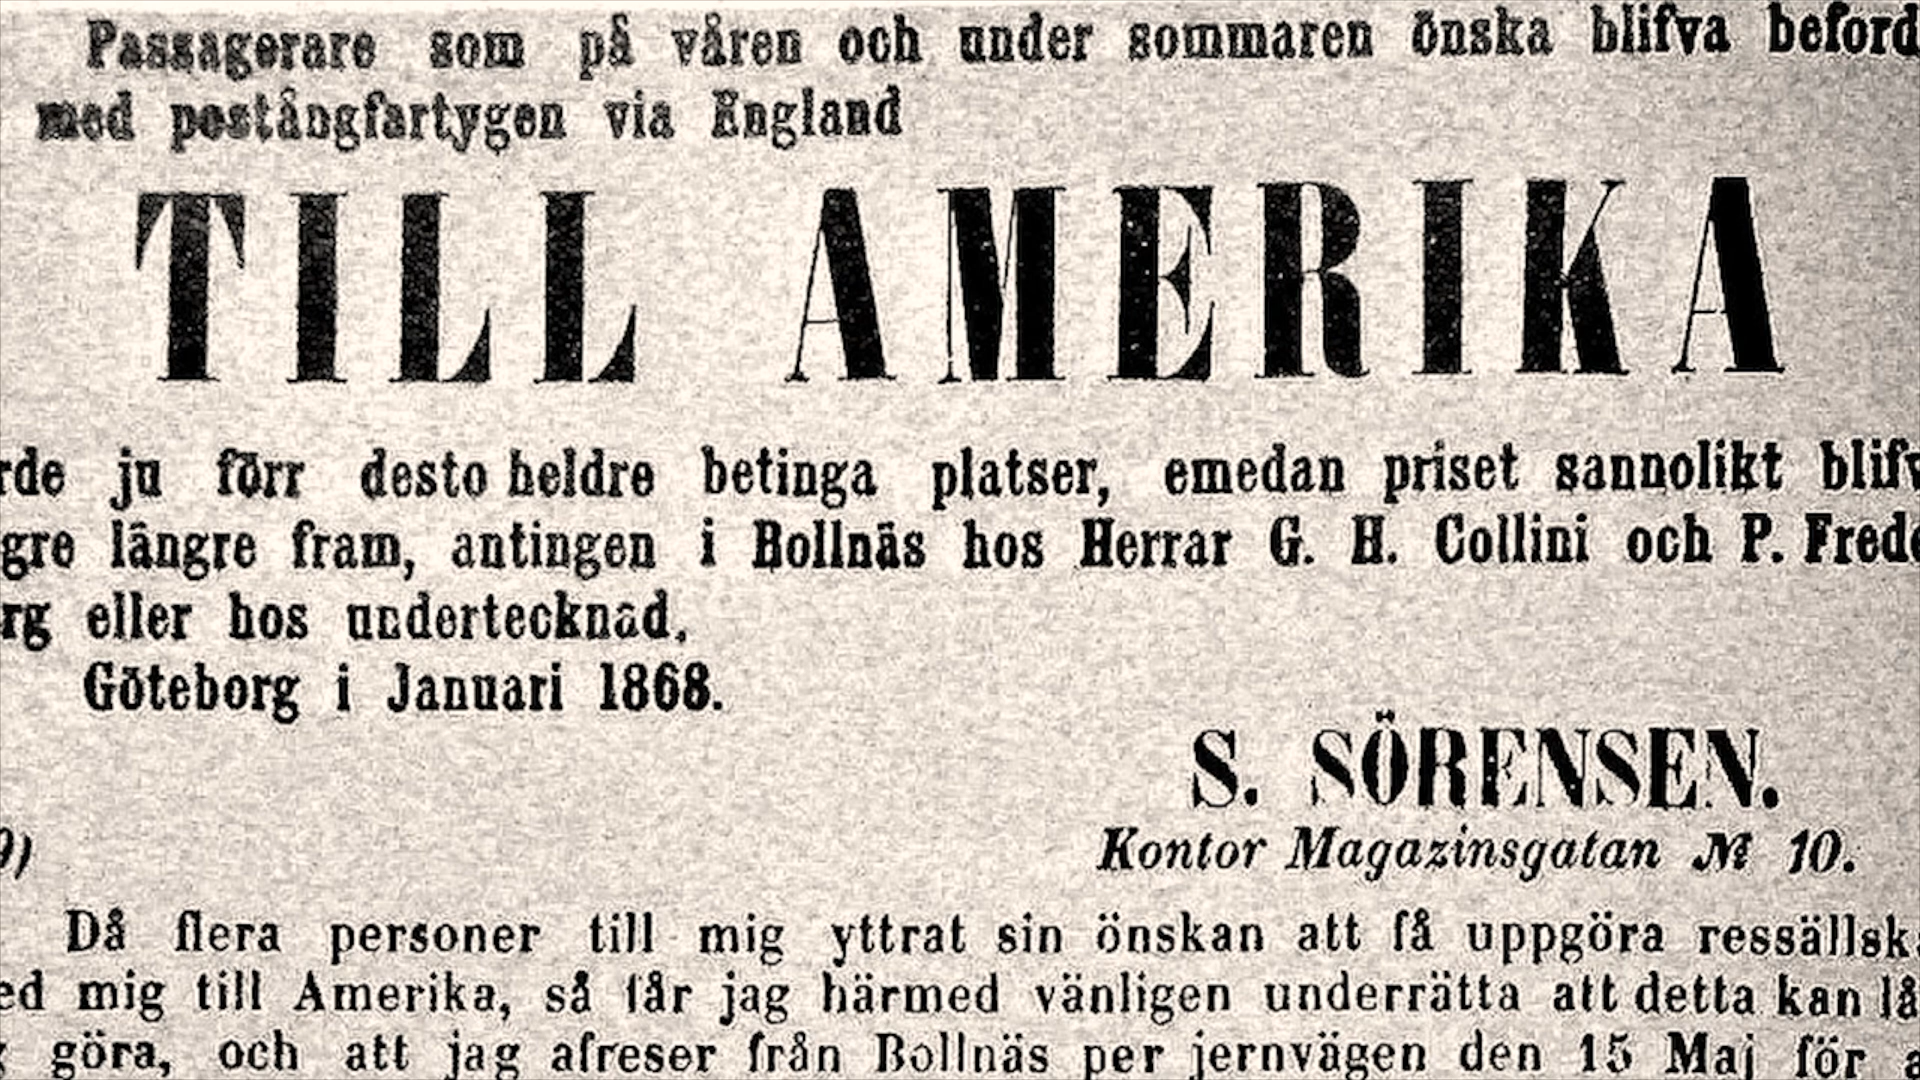 Passagerare som på våren och under sommaren önska blifva beford
med postångfartygen via England
TILL AMERIKA
rde ju förr desto heldre betinga platser, emedan priset sannolikt blifv
gre längre fram, antingen i Bollnäs hos Herrar G. H. Collini och P. Frede
rg eller hos undertecknad.
Göteborg i Januari 1868.
S. SÖRENSEN.
9)
Kontor Magazinsgatan № 10.
Då flera personer till mig yttrat sin önskan att få uppgöra ressällsk
ed mig till Amerika, så får jag härmed vänligen underrätta att detta kan lå
göra, och att jag afreser från Bollnäs per jernvägen den 15 Maj för a